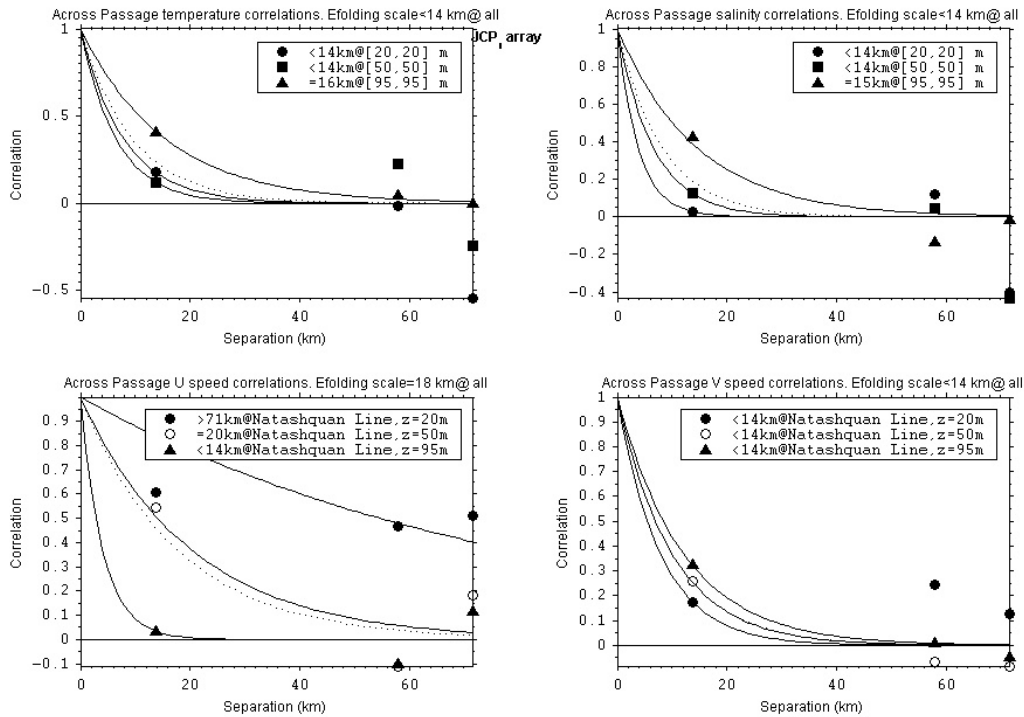 Across Passage temperature correlations. Efolding scale<14 km@ all
JCP, array
<14km@[20,20] m
<14km@[50,50] m
=16km@[95,95] m
1
0.5
0
−0.5
Correlation
0
20
40
60
Separation (km)
Across Passage salinity correlations. Efolding scale<14 km@ all
<14km@[20,20] m
<14km@[50,50] m
=15km@[95,95] m
1
0.8
0.6
0.4
0.2
0
−0.2
−0.4
Correlation
0
20
40
60
Separation (km)
Across Passage U speed correlations. Efolding scale=18 km@ all
>71km@Natashquan Line,z=20m
=20km@Natashquan Line,z=50m
<14km@Natashquan Line,z=95m
0.9
0.8
0.7
0.6
0.5
0.4
0.3
0.2
0.1
0
−0.1
Correlation
0
20
40
60
Separation (km)
Across Passage V speed correlations. Efolding scale<14 km@ all
<14km@Natashquan Line,z=20m
<14km@Natashquan Line,z=50m
<14km@Natashquan Line,z=95m
1
0.9
0.8
0.7
0.6
0.5
0.4
0.3
0.2
0.1
0
Correlation
0
20
40
60
Separation (km)